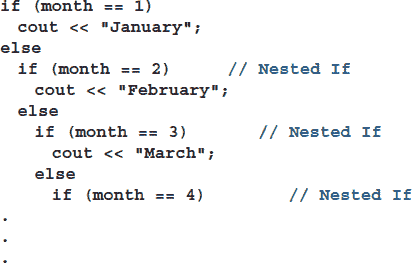 if (month == 1)
  cout << "January";
else
  if (month == 2)      // Nested If
    cout << "February";
  else
    if (month == 3)        // Nested If
      cout << "March";
    else
      if (month == 4)          // Nested If
.
.
.